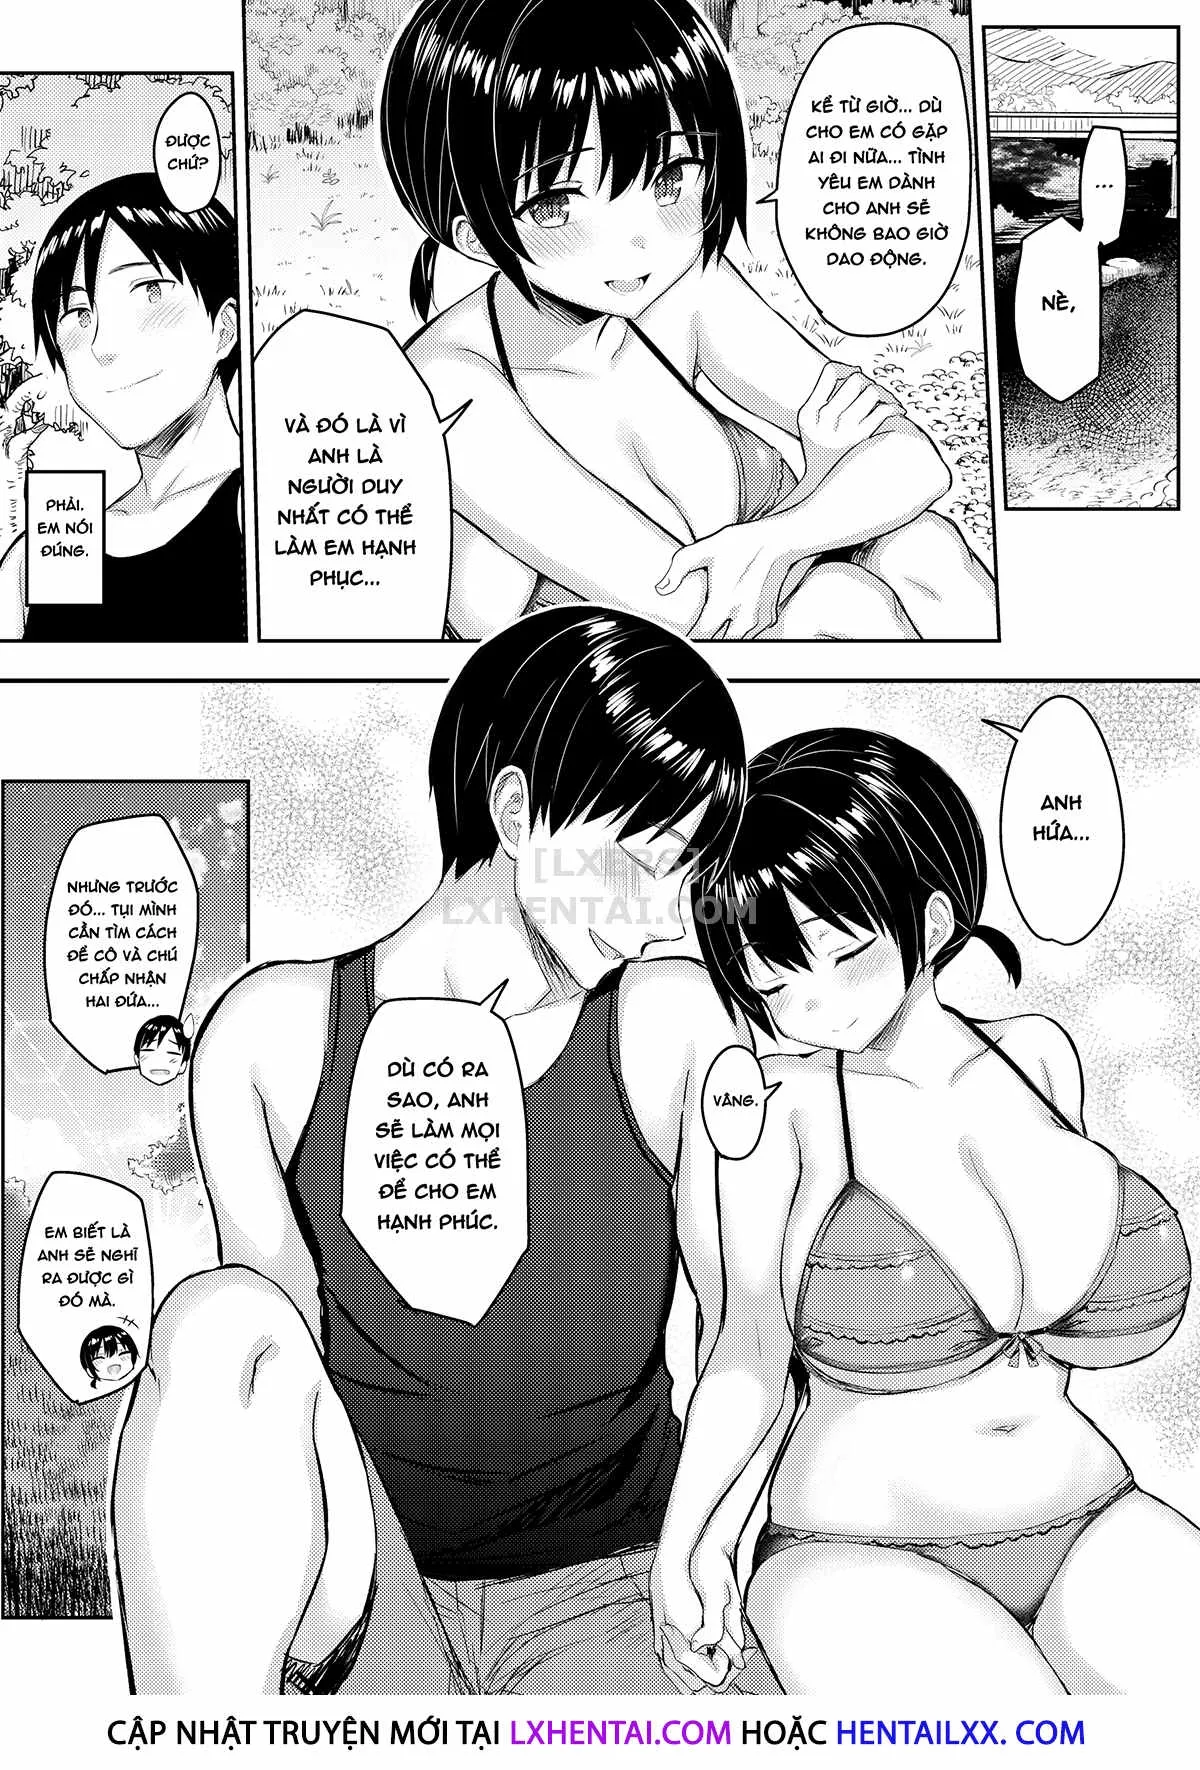 ...
NÈ,
KỂ TỪ GIỜ... DÙ
CHO EM CÓ GẶP
AI ĐI NỮA... TÌNH
YÊU EM DÀNH
CHO ANH SẼ
KHÔNG BAO GIỜ
DAO ĐỘNG.
VÀ ĐÓ LÀ VÌ
ANH LÀ
NGƯỜI DUY
NHẤT CÓ THỂ
LÀM EM HẠNH
PHỤC...
ĐƯỢC
CHỨ?
PHẢI.
EM NÓI
ĐÚNG.
ANH
HỨA...
DÙ CÓ RA
SAO, ANH
SẼ LÀM MỌI
VIỆC CÓ THỂ
ĐỂ CHO EM
HẠNH PHÚC.
VÂNG.
NHƯNG TRƯỚC
ĐÓ... TỤI MÌNH
CẦN TÌM CÁCH
ĐỂ CÔ VÀ CHÚ
CHẤP NHẬN
HAI ĐỨA...
EM BIẾT LÀ
ANH SẼ NGHĨ
RA ĐƯỢC GÌ
ĐÓ MÀ.
[LXERS]
LXHENTAI.COM
CẬP NHẬT TRUYỆN MỚI TẠI LXHENTAI.COM HOẶC HENTAILXX. COM